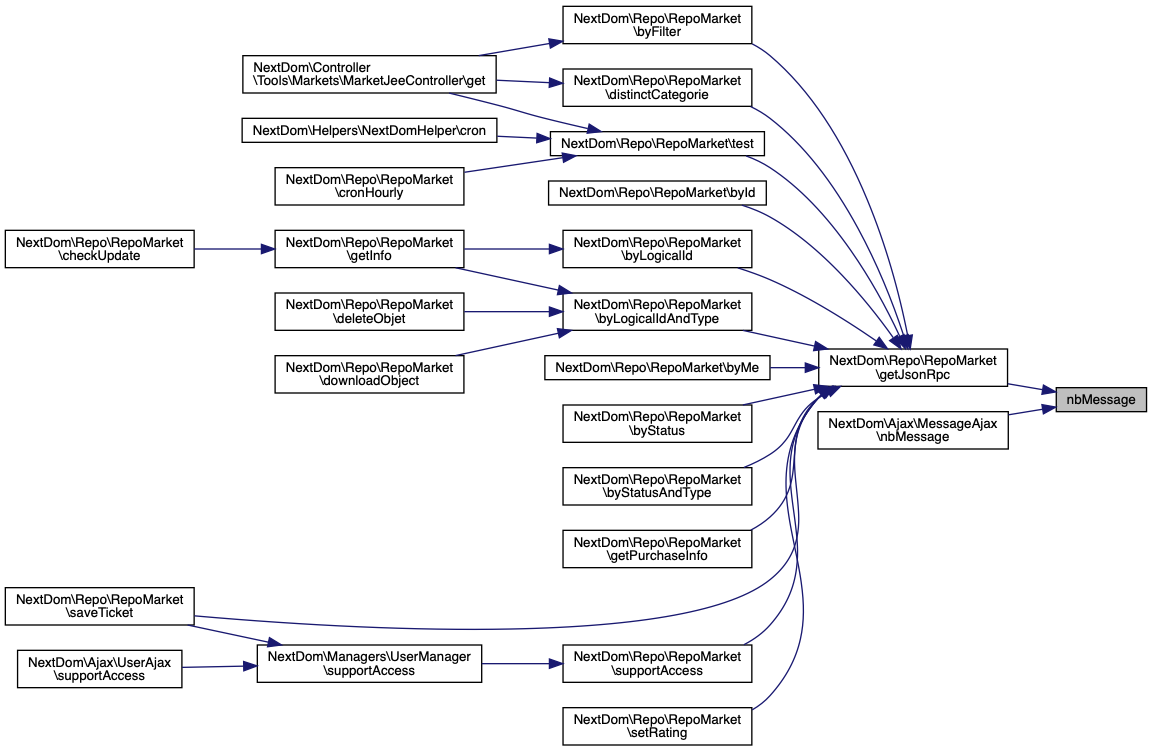 NextDom\Repo\RepoMarket
\byFilter
NextDom\Controller
\Tools\Markets\MarketJeeController\get
NextDom\Repo\RepoMarket
\distinctCategorie
NextDom\Helpers\NextDomHelper\cron
NextDom\Repo\RepoMarket\test
NextDom\Repo\RepoMarket
\cronHourly
NextDom\Repo\RepoMarket\byId
NextDom\Repo\RepoMarket
\checkUpdate
NextDom\Repo\RepoMarket
\getInfo
NextDom\Repo\RepoMarket
\byLogicalId
NextDom\Repo\RepoMarket
\deleteObjet
NextDom\Repo\RepoMarket
\byLogicalIdAndType
NextDom\Repo\RepoMarket
\downloadObject
NextDom\Repo\RepoMarket\byMe
NextDom\Repo\RepoMarket
\getJsonRpc
nbMessage
NextDom\Repo\RepoMarket
\byStatus
NextDom\Ajax\MessageAjax
\nbMessage
NextDom\Repo\RepoMarket
\byStatusAndType
NextDom\Repo\RepoMarket
\getPurchaseInfo
NextDom\Repo\RepoMarket
\saveTicket
NextDom\Ajax\UserAjax
\supportAccess
NextDom\Managers\UserManager
\supportAccess
NextDom\Repo\RepoMarket
\supportAccess
NextDom\Repo\RepoMarket
\setRating